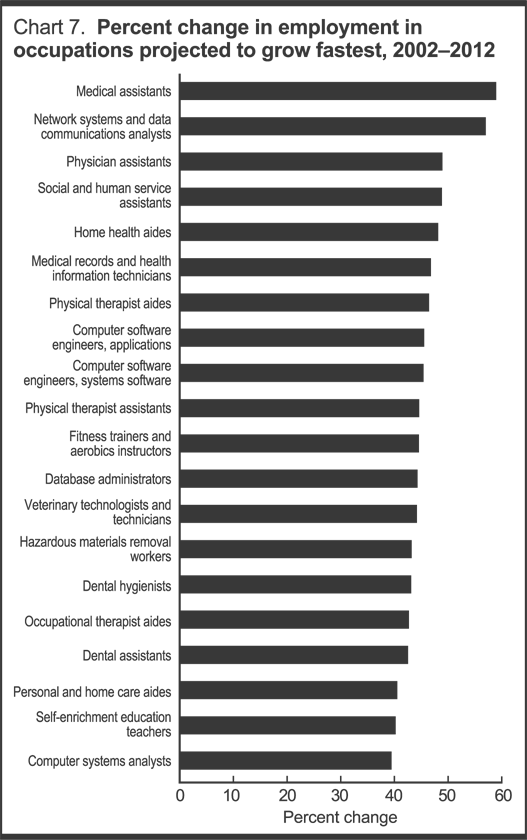 Chart 7. Percent change in employment in
occupations projected to grow fastest, 2002–2012
Medical assistants
Network systems and data
communications analysts
Physician assistants
Social and human service
assistants
Home health aides
Medical records and health
information technicians
Physical therapist aides
Computer software
engineers, applications
Computer software
engineers, systems software
Physical therapist assistants
Fitness trainers and
aerobics instructors
Database administrators
Veterinary technologists and
technicians
Hazardous materials removal
workers
Dental hygienists
Occupational therapist aides
Dental assistants
Personal and home care aides
Self-enrichment education
teachers
Computer systems analysts
0 10 20 30 40 50 60
Percent change